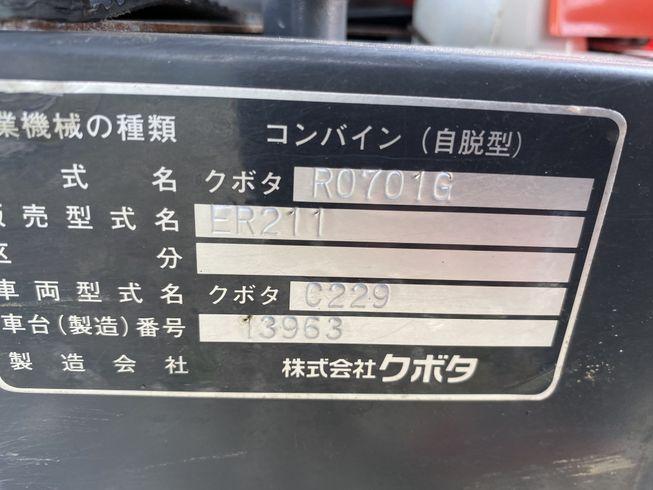 業機械の種類 コンバイン (自脱型)
式名 クボタ R0701G
販売型式名 ER211
区分
車両型式名 クボタ C229
車台(製造)番号 13963
製造会社 株式会社クボタ